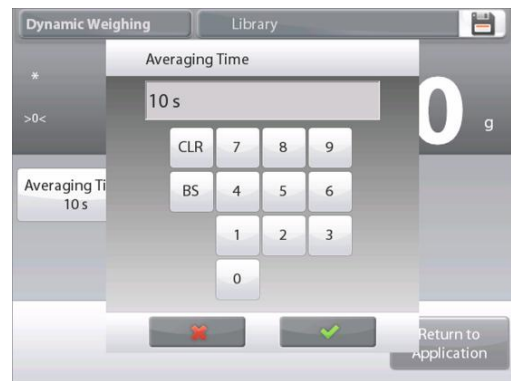 Dynamic Weighing
Library
Averaging Time
*
10 s
>0<
0 g
CLR 7 8 9
Averaging Ti
10 s
BS 4 5 6
1 2 3
0
Return to
Application